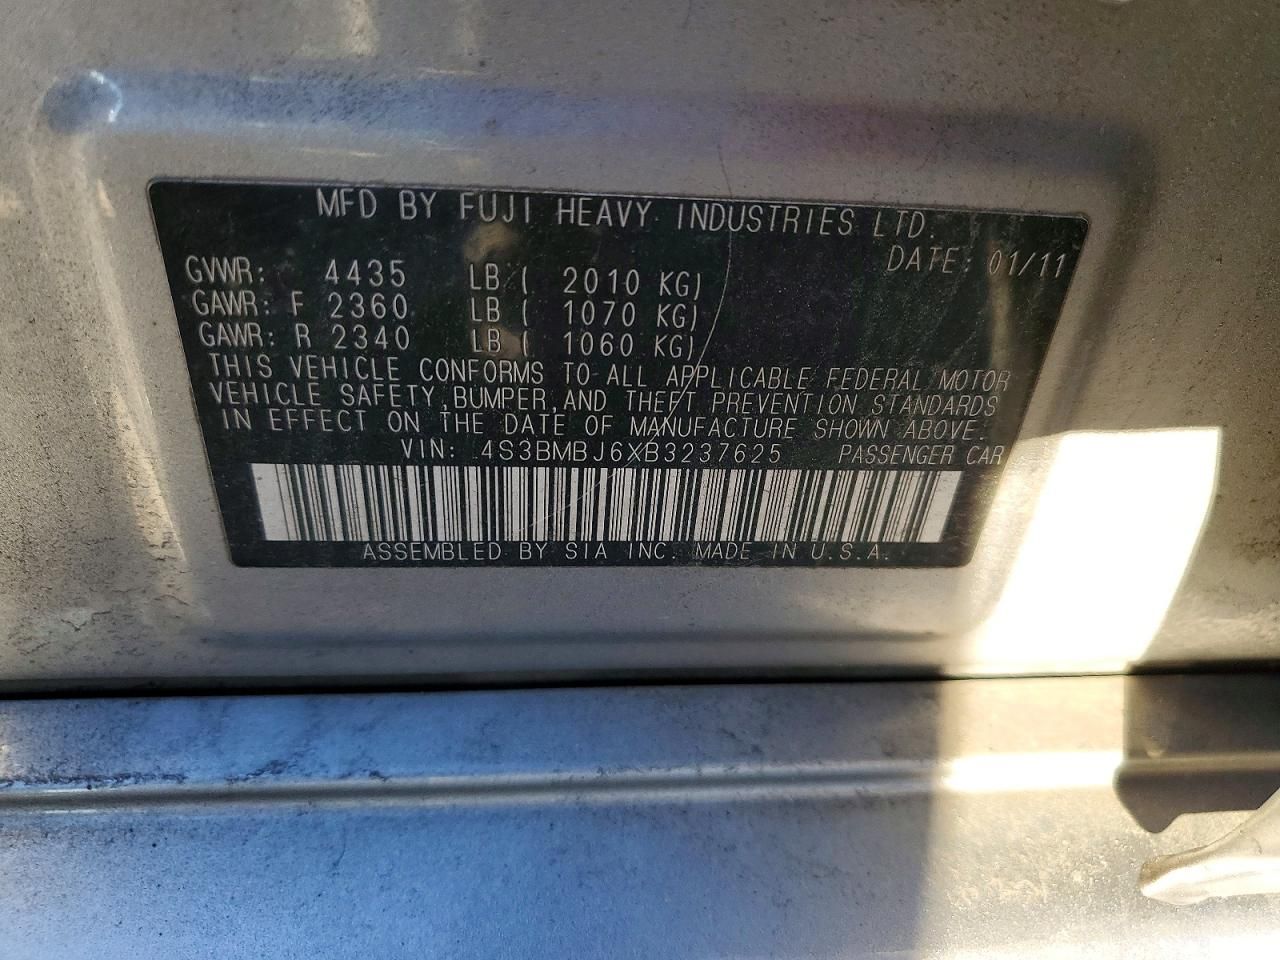 MFD BY FUJI HEAVY INDUSTRIES LTD.
DATE: 01/11
GVWR: 4435 LB ( 2010 KG)
GAWR: F 2360 LB ( 1070 KG)
GAWR: R 2340 LB ( 1060 KG)
THIS VEHICLE CONFORMS TO ALL APPLICABLE FEDERAL MOTOR
VEHICLE SAFETY, BUMPER, AND THEFT PREVENTION STANDARDS
IN EFFECT ON THE DATE OF MANUFACTURE SHOWN ABOVE.
VIN: 4S3BMBJ6XB3237625 PASSENGER CAR
ASSEMBLED BY SIA INC. MADE IN U.S.A.